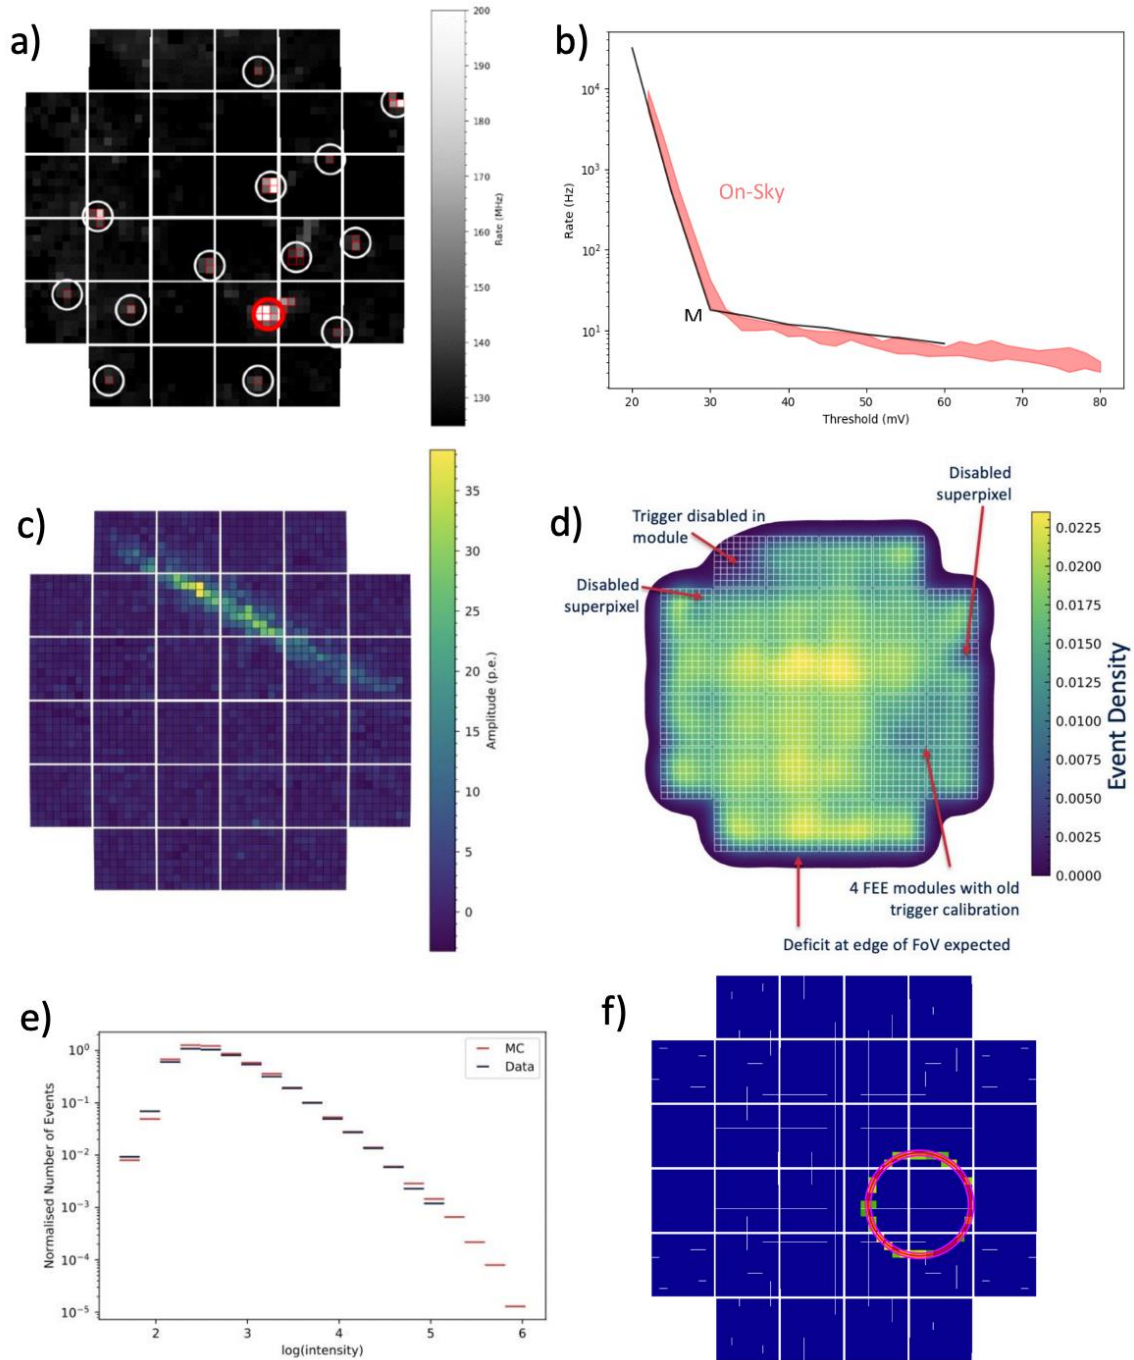 a)
200
190
180
170
160
150
140
130
Rate (MHz)
b)
10⁴
10³
10²
10¹
Rate (Hz)
On-Sky
M
20
30
40
50
60
70
80
Threshold (mV)
c)
35
30
25
20
15
10
5
0
Amplitude (p.e.)
d)
Disabled
superpixel
Trigger disabled in
module
Disabled
superpixel
0.0225
0.0200
0.0175
0.0150
0.0125
0.0100
0.0075
0.0050
0.0025
0.0000
Event Density
4 FEE modules with old
trigger calibration
Deficit at edge of FoV expected
e)
10⁰
10⁻¹
10⁻²
10⁻³
10⁻⁴
10⁻⁵
Normalised Number of Events
MC
Data
2
3
4
5
6
log(intensity)
f)